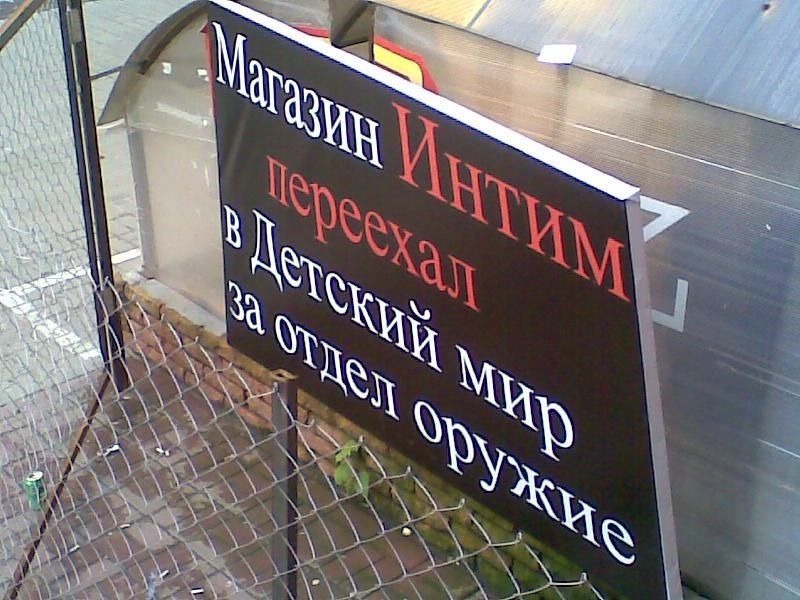 Магазин Интим
переехал
в Детский мир
за отдел оружие